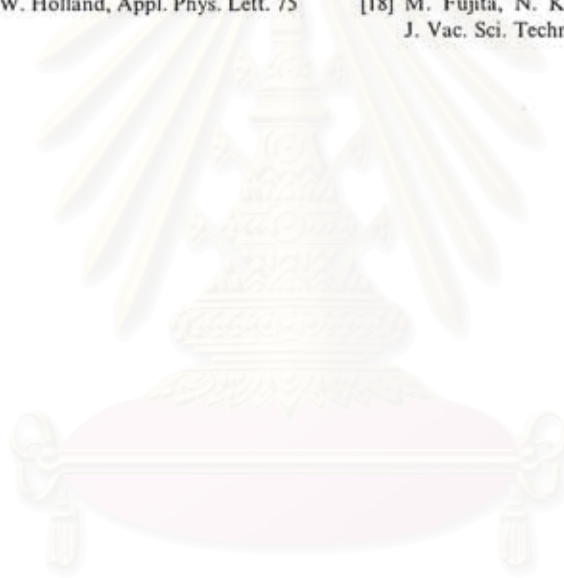 W. Holland, Appl. Phys. Lett. 75
[18] M. Fujita, N. K
J. Vac. Sci. Techn